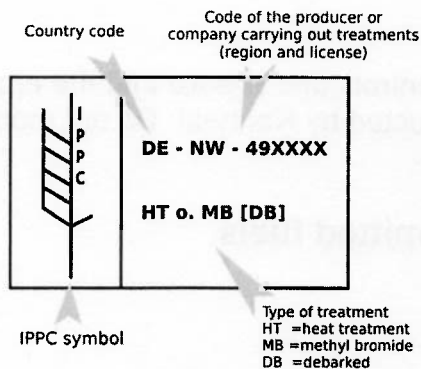 Country code
Code of the producer or
company carrying out treatments
(region and license)
I
P
P
C
DE - NW - 49XXXX
HT o. MB [DB]
IPPC symbol
Type of treatment
HT =heat treatment
MB =methyl bromide
DB =debarked